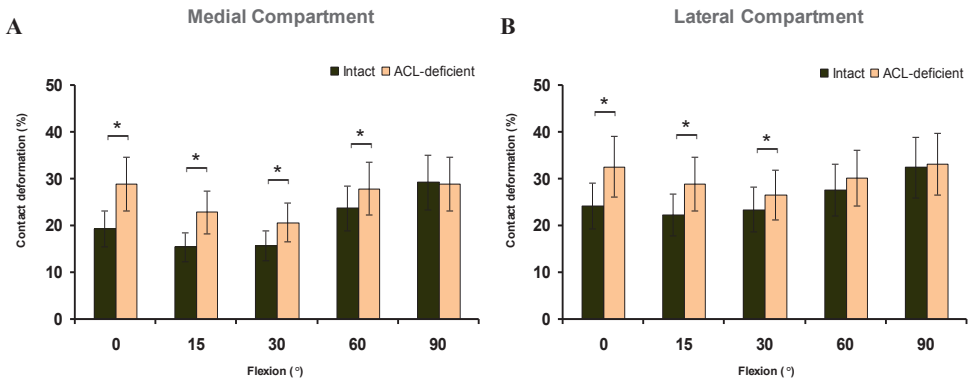 Medial Compartment
A
Intact ACL-deficient
Contact deformation (%)
50
40
30
20
10
0
* * * *
0 15 30 60 90
Flexion (°)
Lateral Compartment
B
Intact ACL-deficient
Contact deformation (%)
50
40
30
20
10
0
* * *
0 15 30 60 90
Flexion (°)